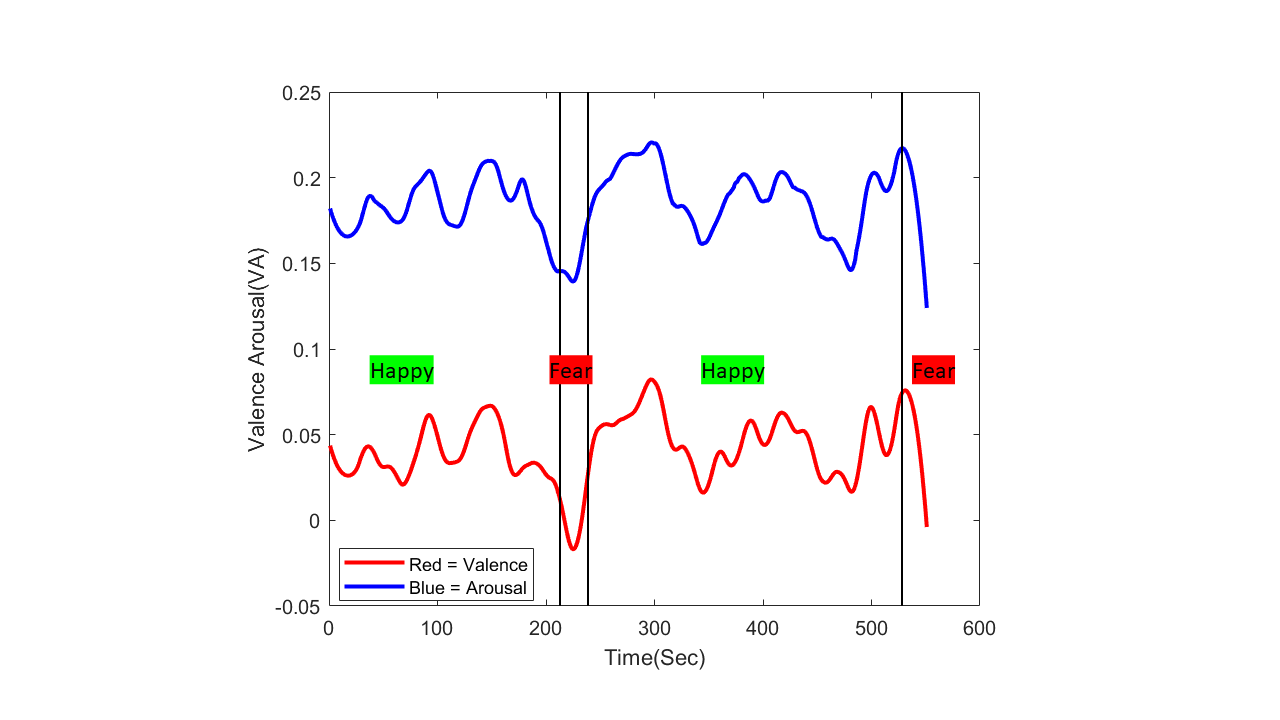 0.25
0.2
0.15
0.1
0.05
0
-0.05
Valence Arousal(VA)
Happy
Fear
Happy
Fear
Red = Valence
Blue = Arousal
0 100 200 300 400 500 600
Time(Sec)